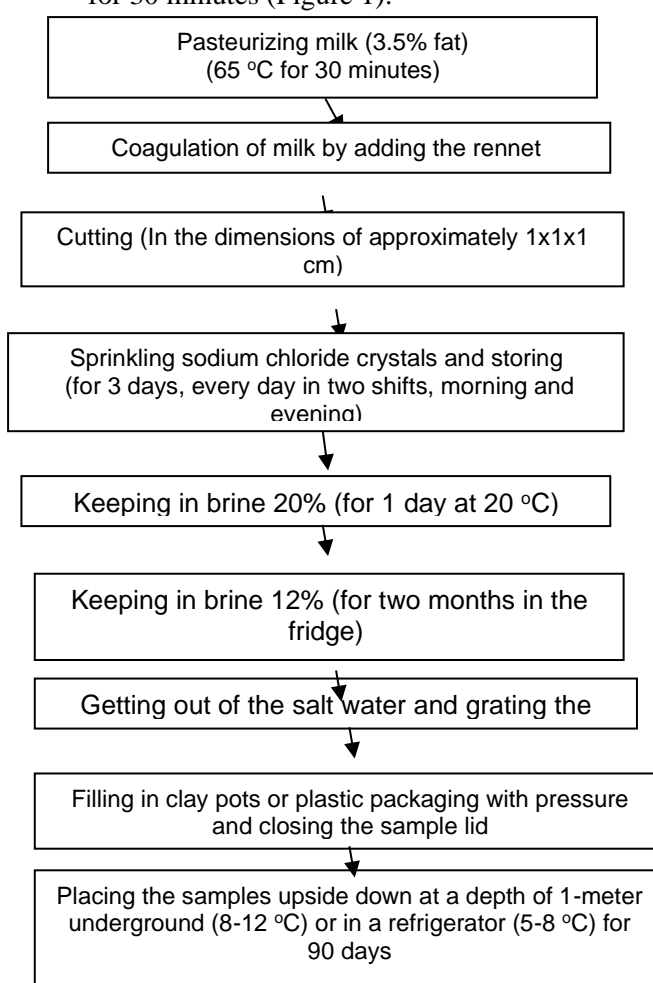 for 30 minutes (Figure 1).
Pasteurizing milk (3.5% fat)
(65 °C for 30 minutes)
Coagulation of milk by adding the rennet
Cutting (In the dimensions of approximately 1x1x1
cm)
Sprinkling sodium chloride crystals and storing
(for 3 days, every day in two shifts, morning and
evening)
Keeping in brine 20% (for 1 day at 20 °C)
Keeping in brine 12% (for two months in the
fridge)
Getting out of the salt water and grating the
Filling in clay pots or plastic packaging with pressure
and closing the sample lid
Placing the samples upside down at a depth of 1-meter
underground (8-12 °C) or in a refrigerator (5-8 °C) for
90 days